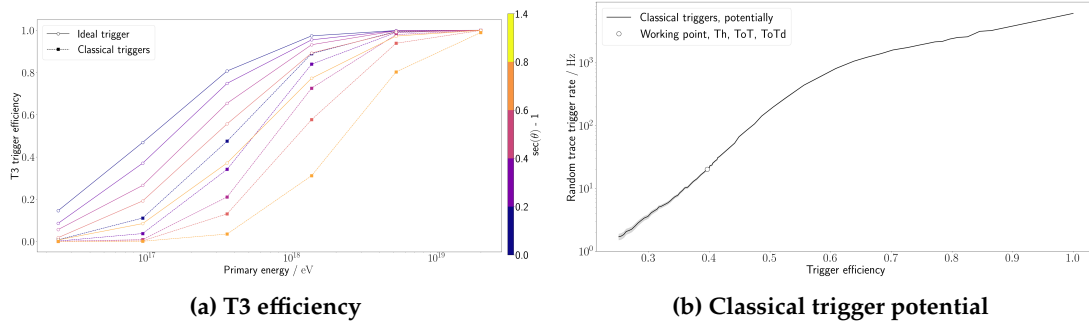 Ideal trigger
Classical triggers
T3 trigger efficiency
1.0
0.8
0.6
0.4
0.2
0.0
10^17
10^18
10^19
Primary energy / eV
1.4
1.0
0.8
0.6
0.4
0.2
0.0
sec(θ) - 1
(a) T3 efficiency
Classical triggers, potentially
Working point, Th, ToT, ToTd
Random trace trigger rate / Hz
10^3
10^2
10^1
10^0
0.3
0.4
0.5
0.6
0.7
0.8
0.9
1.0
Trigger efficiency
(b) Classical trigger potential